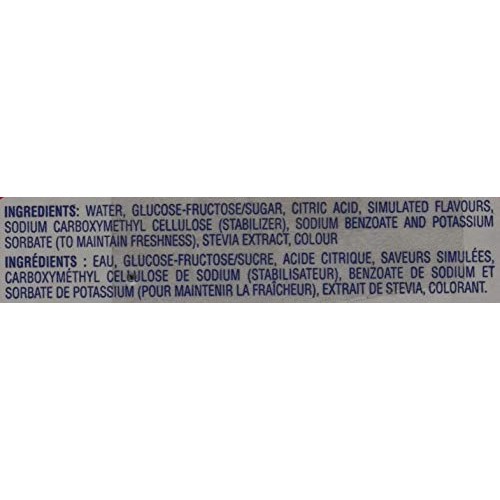 INGREDIENTS: WATER, GLUCOSE-FRUCTOSE/SUGAR, CITRIC ACID, SIMULATED FLAVOURS,
SODIUM CARBOXYMETHYL CELLULOSE (STABILIZER), SODIUM BENZOATE AND POTASSIUM
SORBATE (TO MAINTAIN FRESHNESS), STEVIA EXTRACT, COLOUR
INGRÉDIENTS : EAU, GLUCOSE-FRUCTOSE/SUCRE, ACIDE CITRIQUE, SAVEURS SIMULÉES,
CARBOXYMÉTHYL CELLULOSE DE SODIUM (STABILISATEUR), BENZOATE DE SODIUM ET
SORBATE DE POTASSIUM (POUR MAINTENIR LA FRAÎCHEUR), EXTRAIT DE STEVIA, COLORANT.